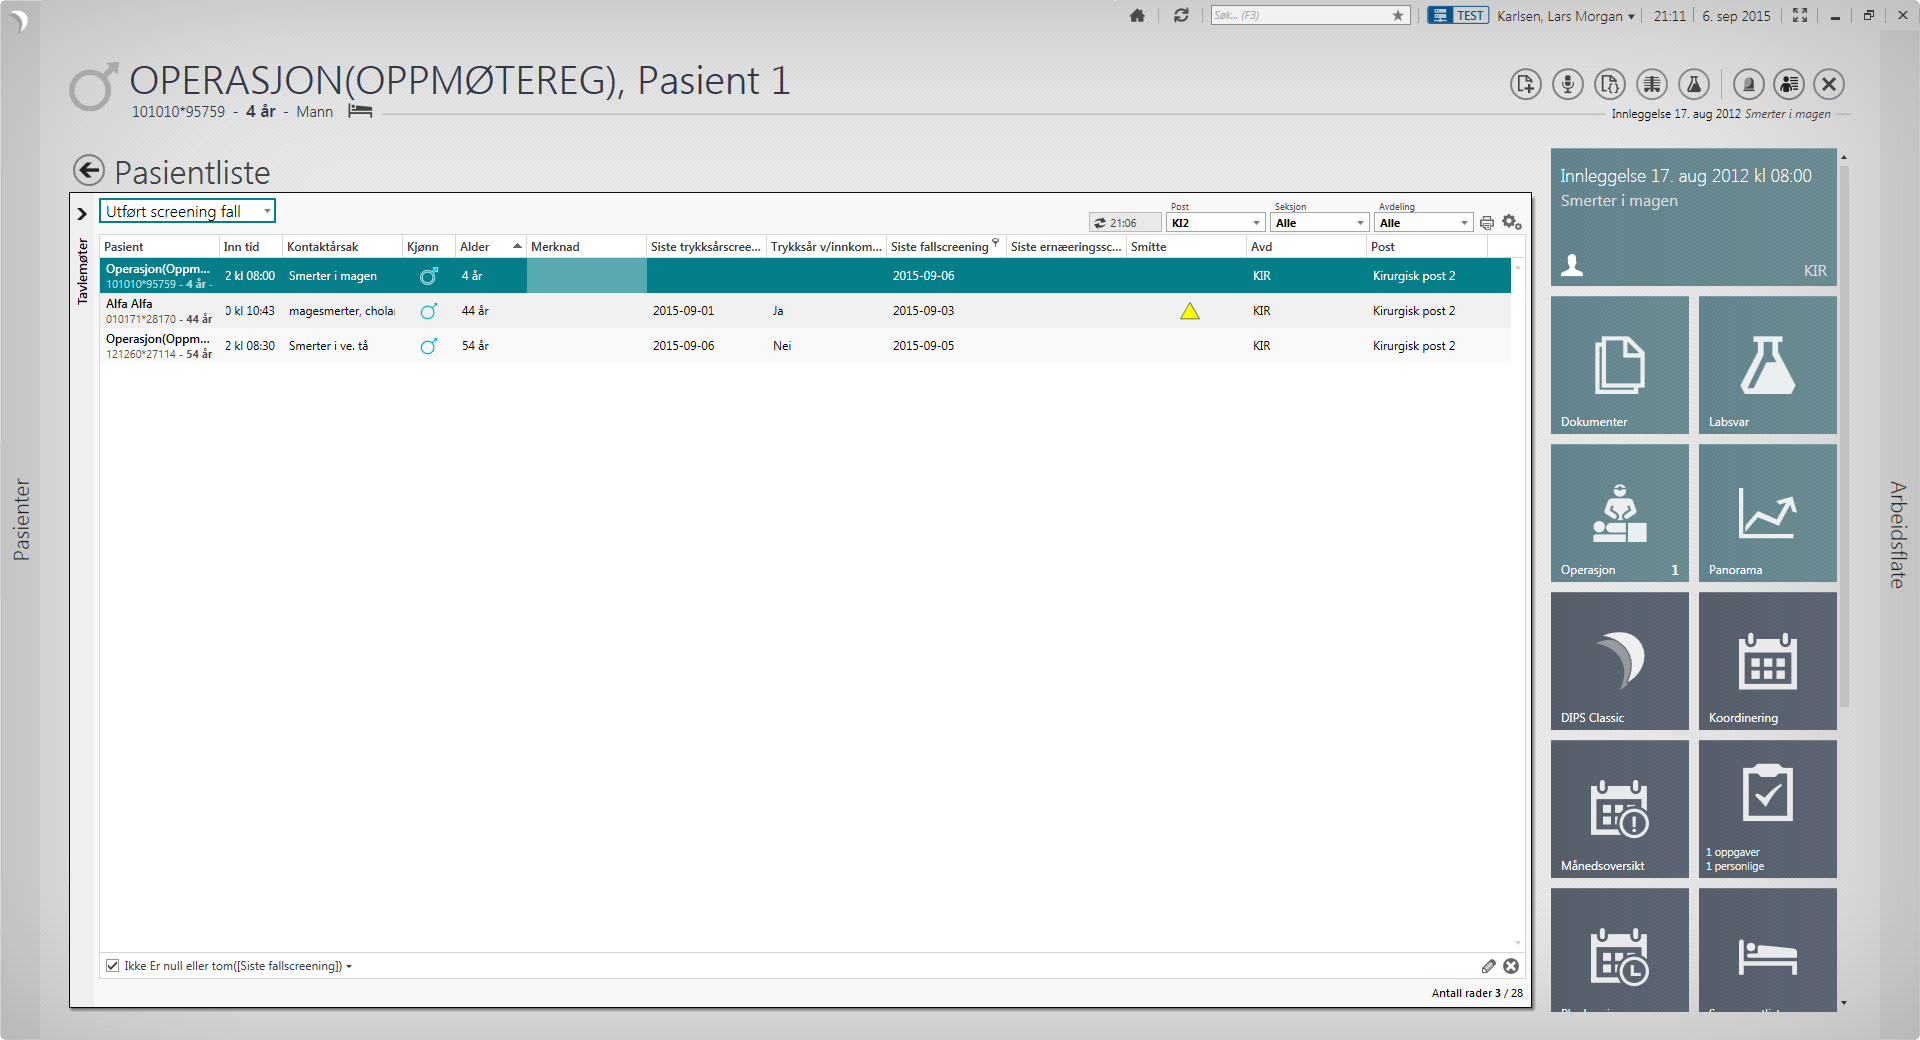 Søk... (F3)
TEST
Karlsen, Lars Morgan
21:11
6. sep 2015
OPERASJON(OPPMØTEREG), Pasient 1
101010*95759 - 4 år - Mann
Innleggelse 17. aug 2012 Smerter i magen
Pasientliste
Utført screening fall
21:06
Post
KI2
Seksjon
Alle
Avdeling
Alle
Tavlemøter
Pasient Inn tid Kontaktårsak Kjønn Alder Merknad Siste trykksårscree... Trykksår v/innkom... Siste fallscreening Siste ernæeringssc... Smitte Avd Post
Operasjon(Oppm... 2 kl 08:00 Smerter i magen 4 år 2015-09-06 KIR Kirurgisk post 2
101010*95759 - 4 år -
Alfa Alfa 0 kl 10:43 magesmerter, cholar 44 år 2015-09-01 Ja 2015-09-03 KIR Kirurgisk post 2
010171*28170 - 44 år
Operasjon(Oppm... 2 kl 08:30 Smerter i ve. tå 54 år 2015-09-06 Nei 2015-09-05 KIR Kirurgisk post 2
121260*27114 - 54 år
Ikke Er null eller tom([Siste fallscreening])
Antall rader 3 / 28
Pasienter
Innleggelse 17. aug 2012 kl 08:00
Smerter i magen
KIR
Dokumenter
Labsvar
Operasjon 1
Panorama
DIPS Classic
Koordinering
Månedsoversikt
1 oppgaver
1 personlige
Arbeidsflate